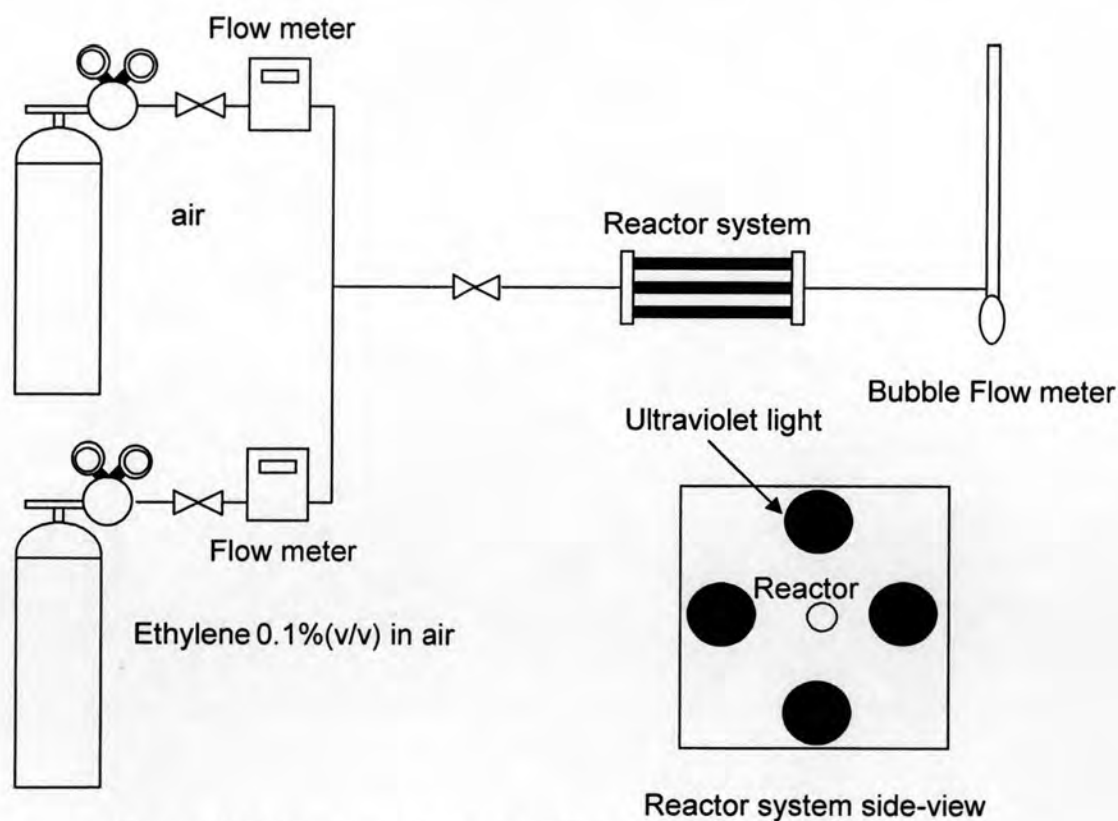 Flow meter
air
Reactor system
Bubble Flow meter
Ultraviolet light
Flow meter
Reactor
Ethylene 0.1%(v/v) in air
Reactor system side-view